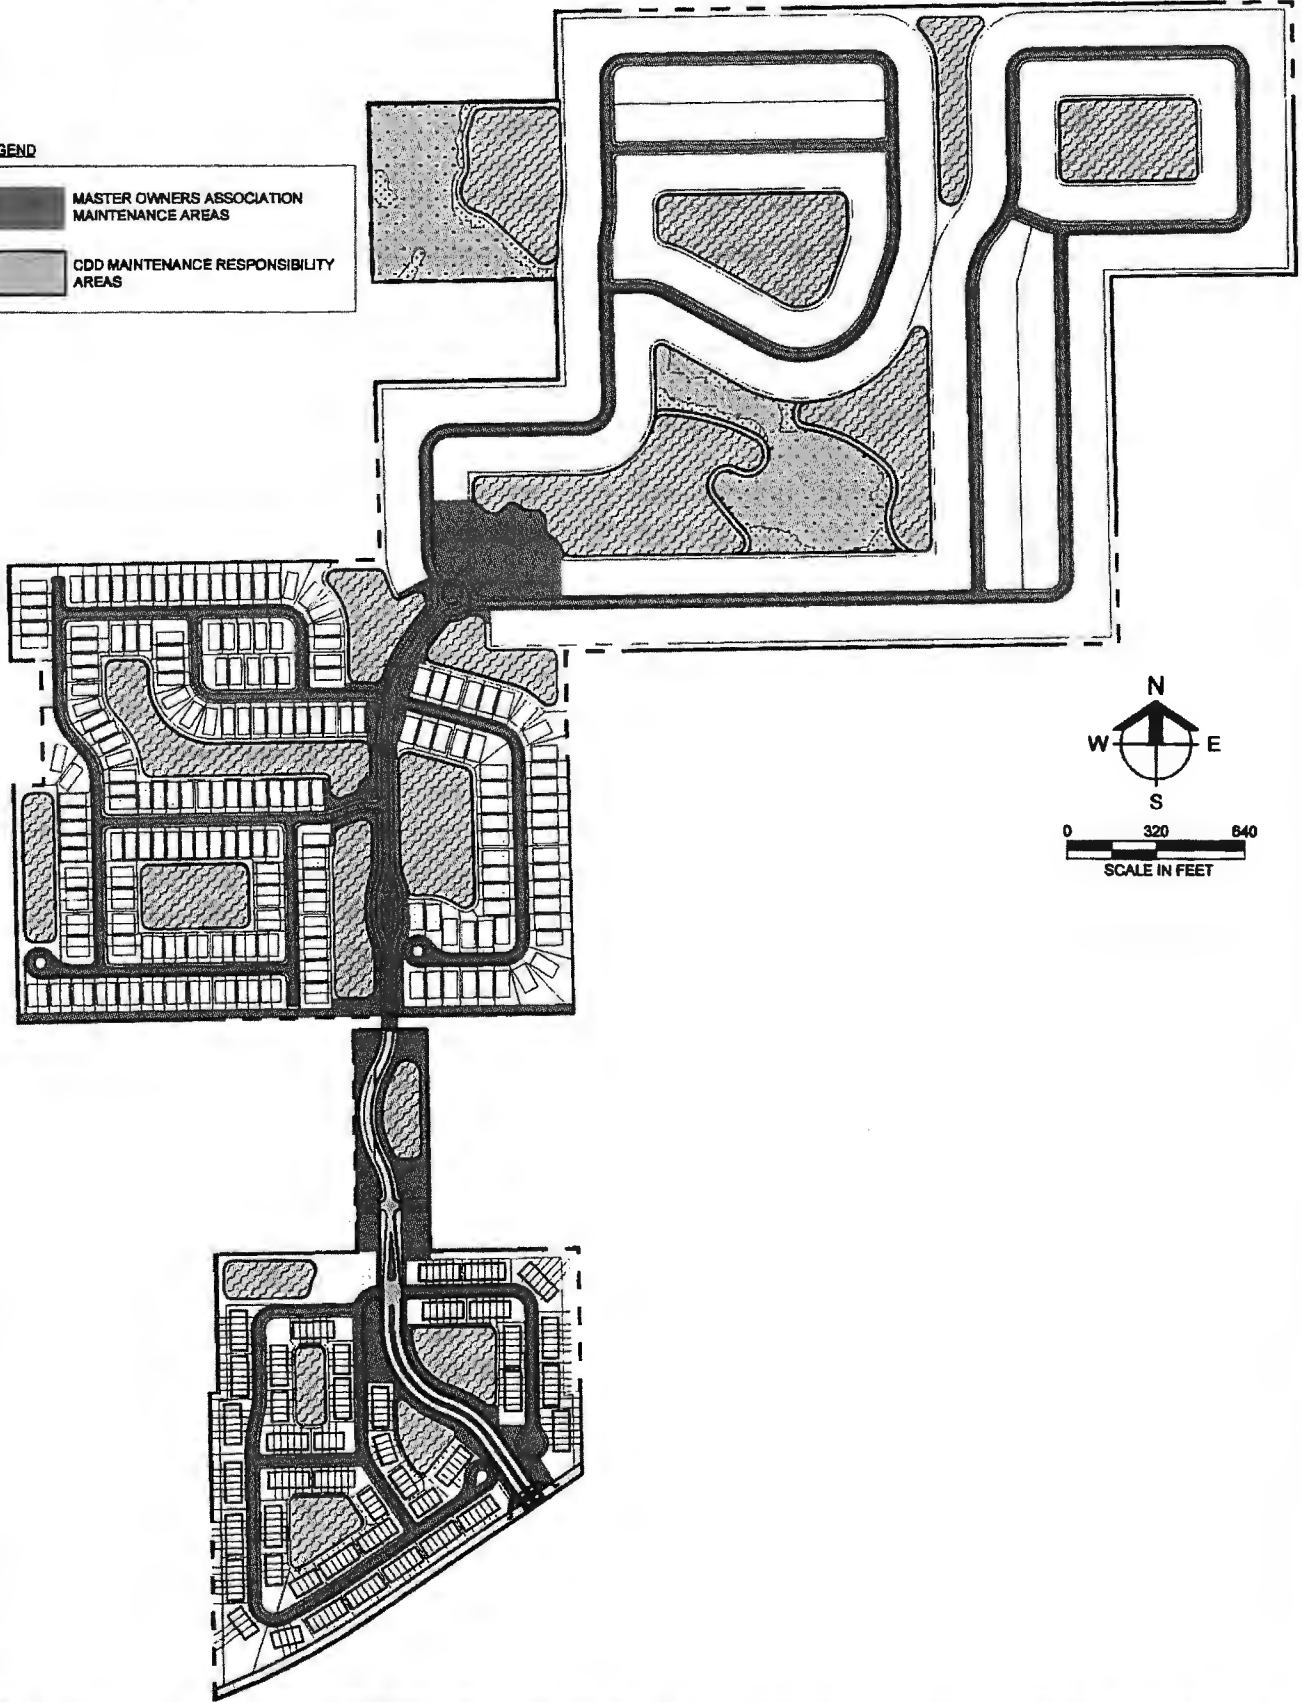 GEND
MASTER OWNERS ASSOCIATION
MAINTENANCE AREAS
CDD MAINTENANCE RESPONSIBILITY
AREAS
N
W E
S
0 320 640
SCALE IN FEET